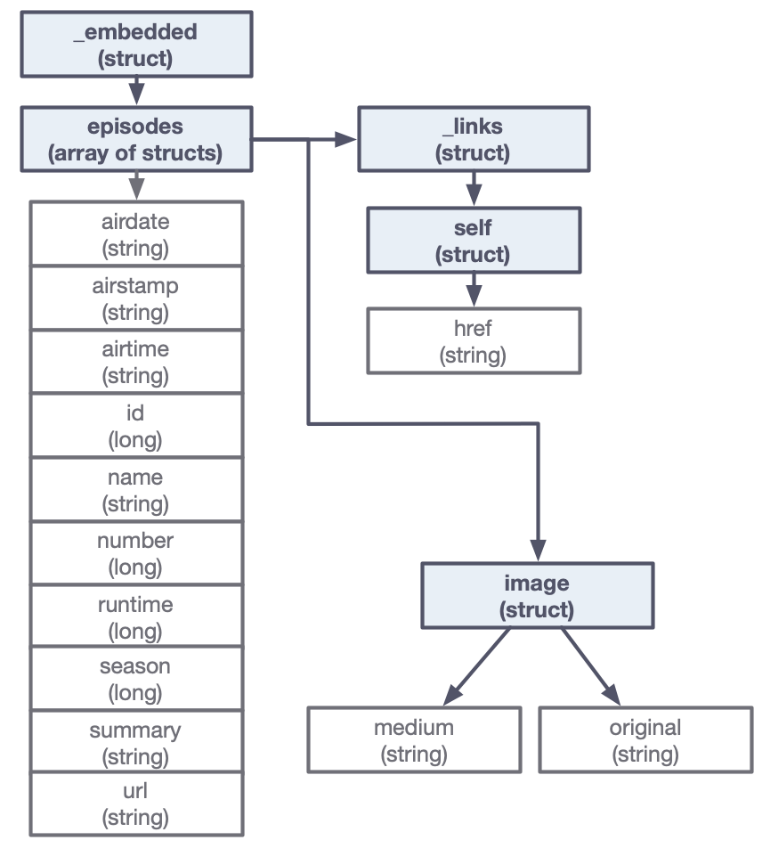 _embedded
(struct)
episodes
(array of structs)
_links
(struct)
airdate
(string)
self
(struct)
airstamp
(string)
href
(string)
airtime
(string)
id
(long)
name
(string)
number
(long)
image
(struct)
runtime
(long)
season
(long)
summary
(string)
medium
(string)
original
(string)
url
(string)